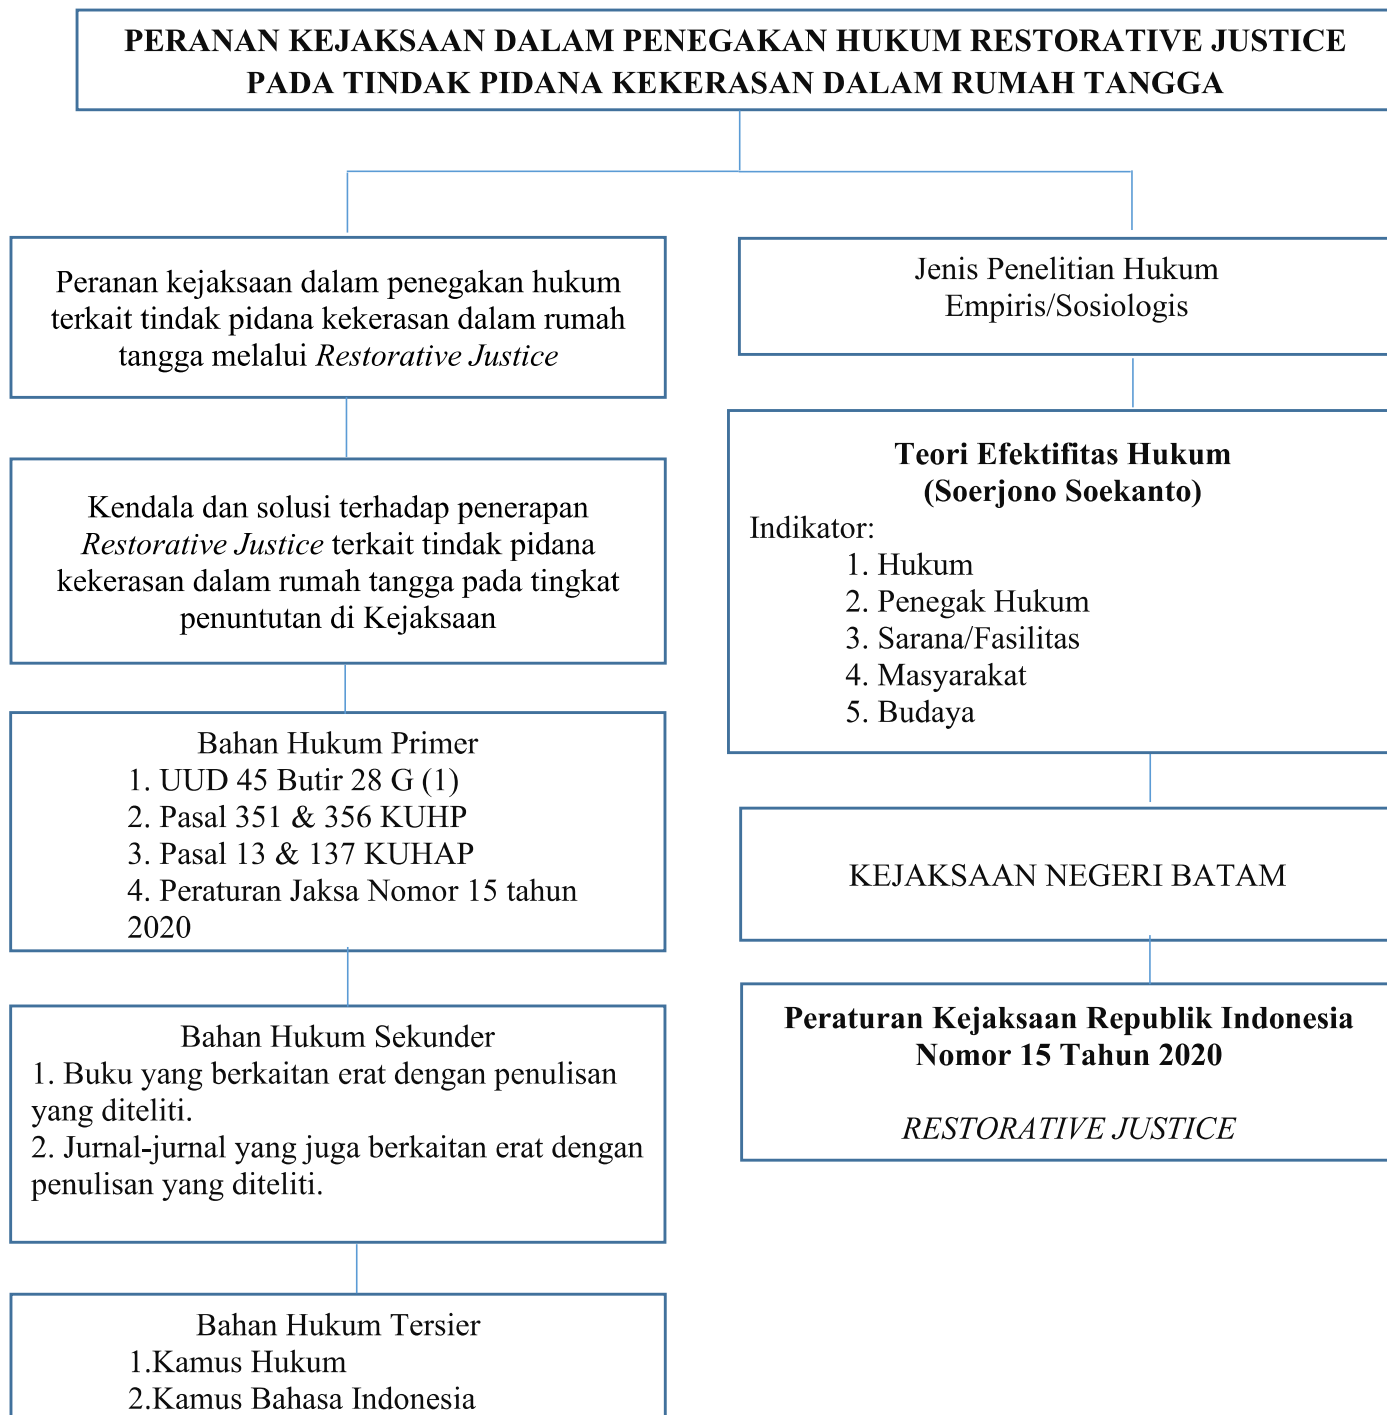 PERANAN KEJAKSAAN DALAM PENEGAKAN HUKUM RESTORATIVE JUSTICE
PADA TINDAK PIDANA KEKERASAN DALAM RUMAH TANGGA
Peranan kejaksaan dalam penegakan hukum
terkait tindak pidana kekerasan dalam rumah
tangga melalui Restorative Justice
Kendala dan solusi terhadap penerapan
Restorative Justice terkait tindak pidana
kekerasan dalam rumah tangga pada tingkat
penuntutan di Kejaksaan
Bahan Hukum Primer
1. UUD 45 Butir 28 G (1)
2. Pasal 351 & 356 KUHP
3. Pasal 13 & 137 KUHAP
4. Peraturan Jaksa Nomor 15 tahun
2020
Bahan Hukum Sekunder
1. Buku yang berkaitan erat dengan penulisan
yang diteliti.
2. Jurnal-jurnal yang juga berkaitan erat dengan
penulisan yang diteliti.
Bahan Hukum Tersier
1.Kamus Hukum
2.Kamus Bahasa Indonesia
Jenis Penelitian Hukum
Empiris/Sosiologis
Teori Efektifitas Hukum
(Soerjono Soekanto)
Indikator:
1. Hukum
2. Penegak Hukum
3. Sarana/Fasilitas
4. Masyarakat
5. Budaya
KEJAKSAAN NEGERI BATAM
Peraturan Kejaksaan Republik Indonesia
Nomor 15 Tahun 2020
RESTORATIVE JUSTICE